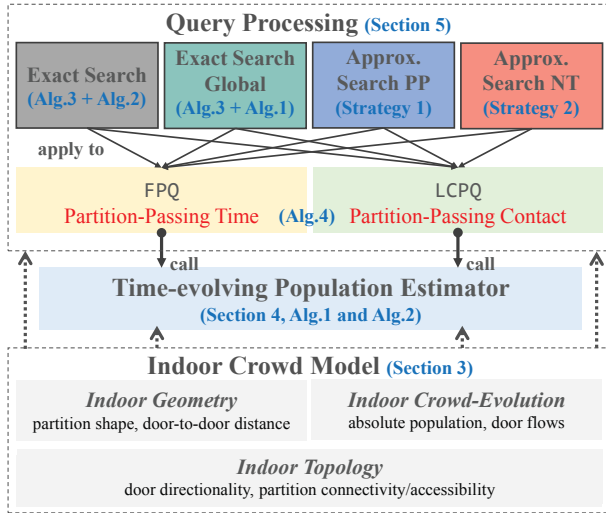 Query Processing (Section 5)
Exact Search
(Alg.3 + Alg.2)
Exact Search
Global
(Alg.3 + Alg.1)
Approx.
Search PP
(Strategy 1)
Approx.
Search NT
(Strategy 2)
apply to
FPQ
Partition-Passing Time
(Alg.4)
LCPQ
Partition-Passing Contact
call
call
Time-evolving Population Estimator
(Section 4, Alg.1 and Alg.2)
Indoor Crowd Model (Section 3)
Indoor Geometry
partition shape, door-to-door distance
Indoor Crowd-Evolution
absolute population, door flows
Indoor Topology
door directionality, partition connectivity/accessibility